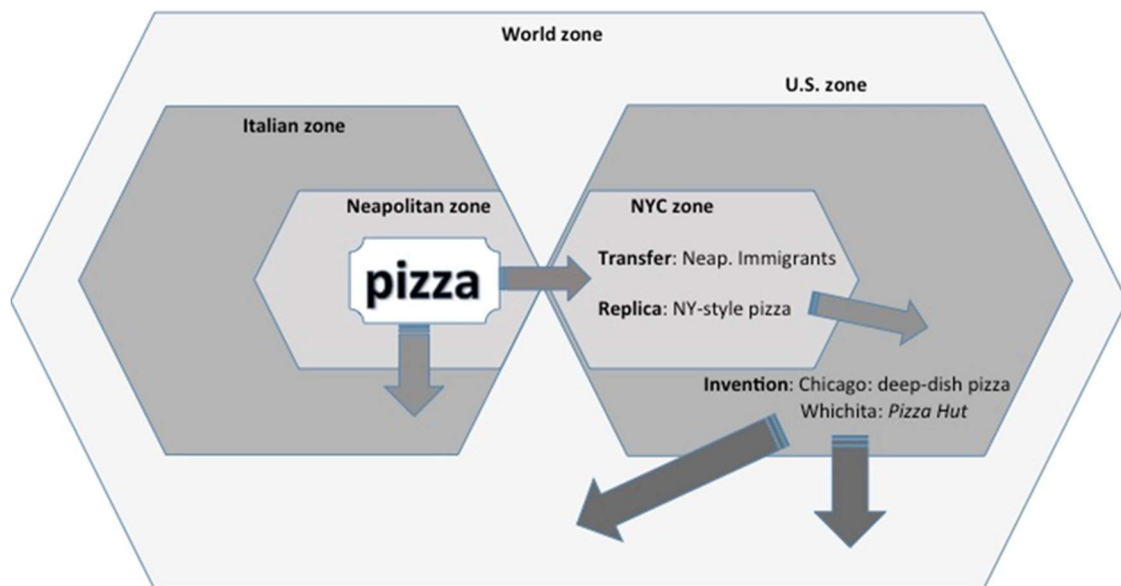 World zone
U.S. zone
Italian zone
Neapolitan zone
NYC zone
pizza
Transfer: Neap. Immigrants
Replica: NY-style pizza
Invention: Chicago: deep-dish pizza
Whichita: Pizza Hut